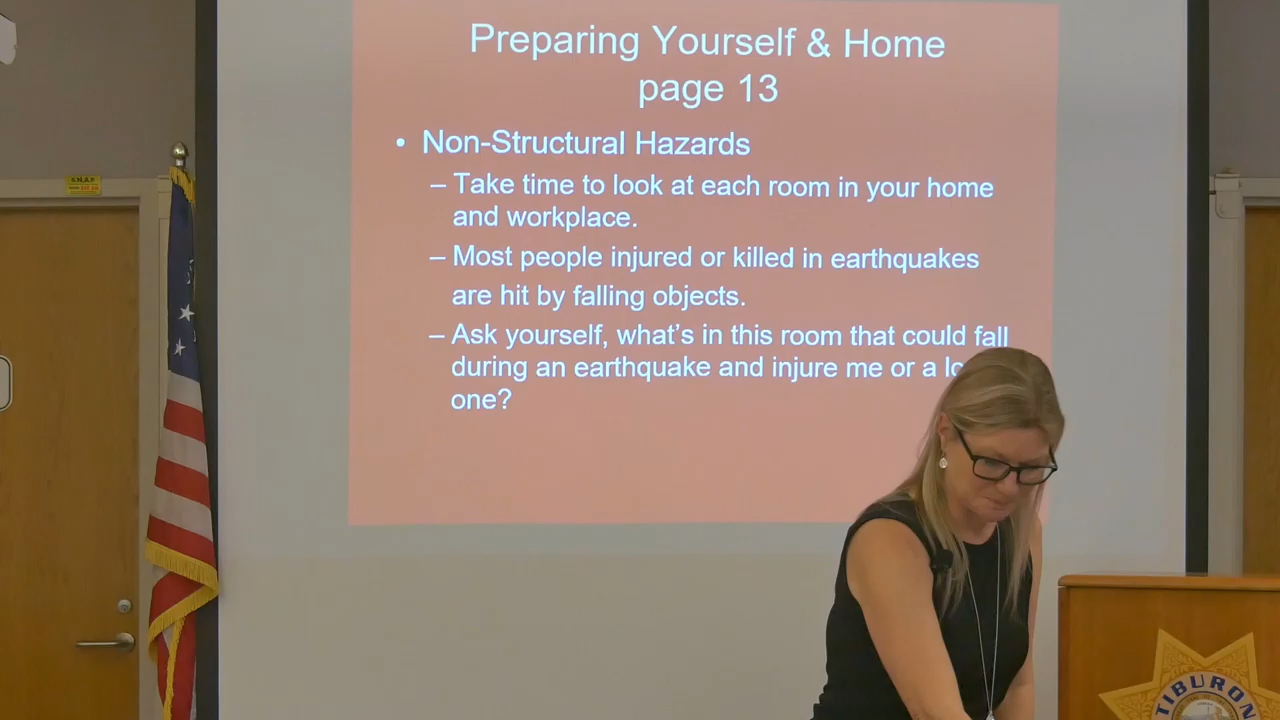 Preparing Yourself & Home
page 13
• Non-Structural Hazards
– Take time to look at each room in your home
and workplace.
– Most people injured or killed in earthquakes
are hit by falling objects.
– Ask yourself, what's in this room that could fall
during an earthquake and injure me or a
one?
TIBURON